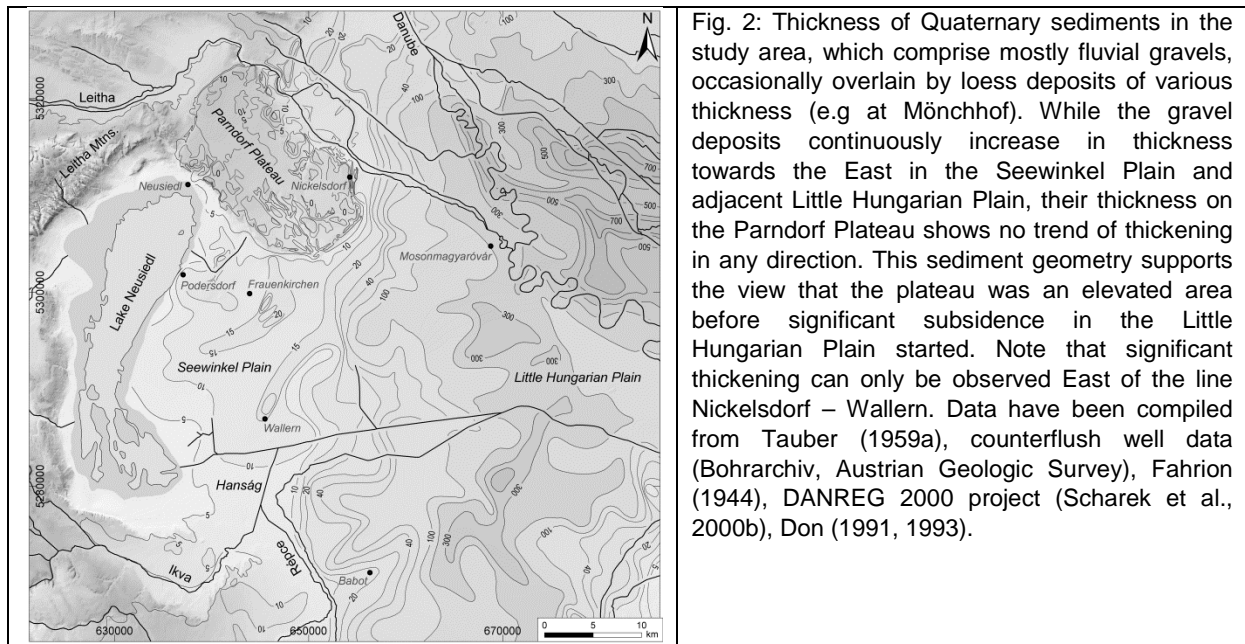 N
Danube
Leitha
Leitha Mtns.
Parndorf Plateau
Neusiedl
Nickelsdorf
Mosonmagyaróvár
Lake Neusiedl
Podersdorf
Frauenkirchen
Seewinkel Plain
Little Hungarian Plain
Wallern
Hanság
Ikva
Répce
Babot
5320000
5300000
5280000
630000
650000
670000
0 5 10
km
Fig. 2: Thickness of Quaternary sediments in the
study area, which comprise mostly fluvial gravels,
occasionally overlain by loess deposits of various
thickness (e.g at Mönchhof). While the gravel
deposits continuously increase in thickness
towards the East in the Seewinkel Plain and
adjacent Little Hungarian Plain, their thickness on
the Parndorf Plateau shows no trend of thickening
in any direction. This sediment geometry supports
the view that the plateau was an elevated area
before significant subsidence in the Little
Hungarian Plain started. Note that significant
thickening can only be observed East of the line
Nickelsdorf – Wallern. Data have been compiled
from Tauber (1959a), counterflush well data
(Bohrarchiv, Austrian Geologic Survey), Fahrion
(1944), DANREG 2000 project (Scharek et al.,
2000b), Don (1991, 1993).